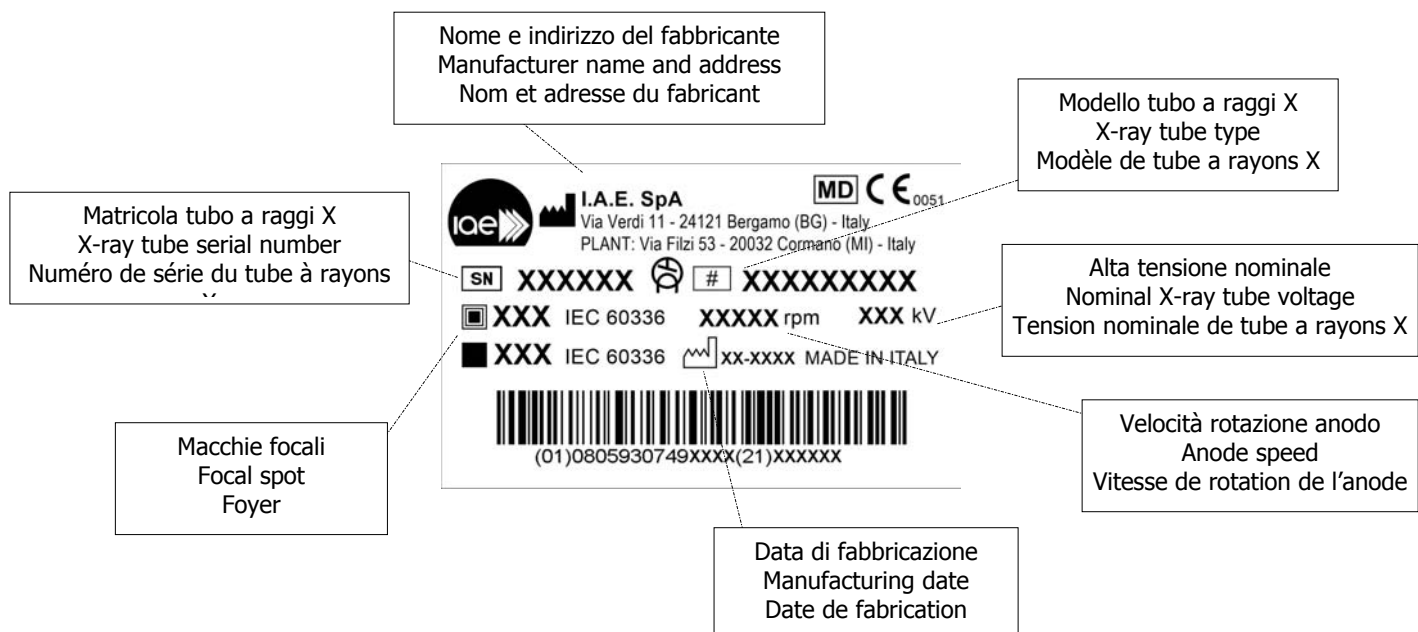 Nome e indirizzo del fabbricante
Manufacturer name and address
Nom et adresse du fabricant
Modello tubo a raggi X
X-ray tube type
Modèle de tube a rayons X
Matricola tubo a raggi X
X-ray tube serial number
Numéro de série du tube à rayons
iae
I.A.E. SpA
MD CE 0051
Via Verdi 11 - 24121 Bergamo (BG) - Italy
PLANT: Via Filzi 53 - 20032 Cormano (MI) - Italy
SN XXXXXX # XXXXXXXXX
XXX IEC 60336 XXXXX rpm XXX kV
XXX IEC 60336 XX-XXXX MADE IN ITALY
(01)0805930749XXXX(21)XXXXXX
Alta tensione nominale
Nominal X-ray tube voltage
Tension nominale de tube a rayons X
Macchie focali
Focal spot
Foyer
Velocità rotazione anodo
Anode speed
Vitesse de rotation de l’anode
Data di fabbricazione
Manufacturing date
Date de fabrication